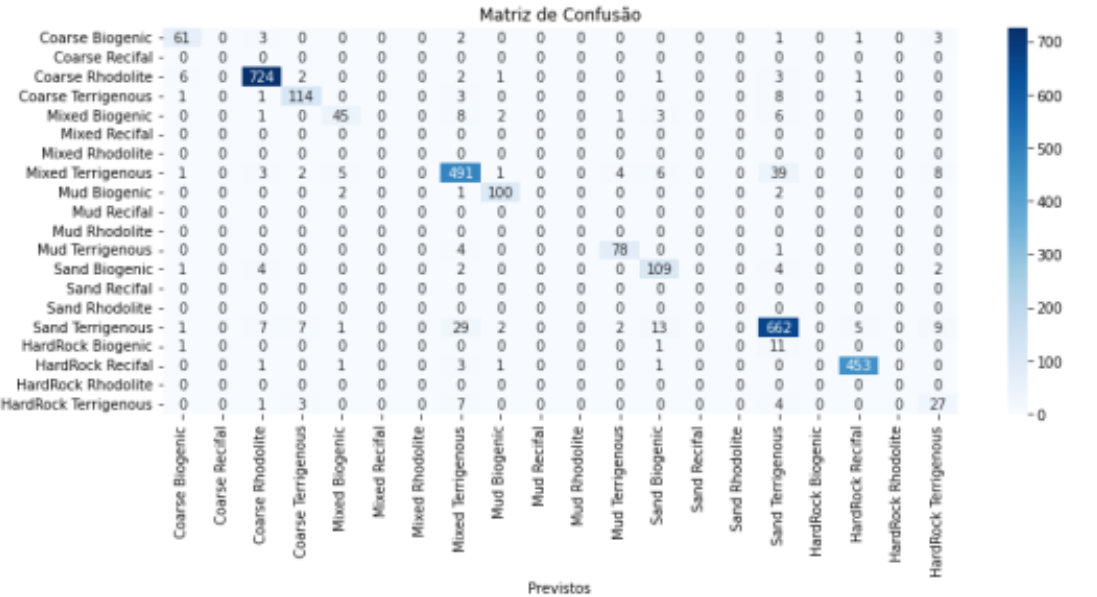 Matriz de Confusão
Coarse Biogenic 61 0 3 0 0 0 0 2 0 0 0 0 0 0 0 1 0 1 0 3
Coarse Recifal 0 0 0 0 0 0 0 0 0 0 0 0 0 0 0 0 0 0 0 0
Coarse Rhodolite 6 0 724 2 0 0 0 2 1 0 0 0 1 0 0 3 0 1 0 0
Coarse Terrigenous 1 0 1 114 0 0 0 3 0 0 0 0 0 0 0 8 0 1 0 0
Mixed Biogenic 0 0 1 0 45 0 0 8 2 0 0 1 3 0 0 6 0 0 0 0
Mixed Recifal 0 0 0 0 0 0 0 0 0 0 0 0 0 0 0 0 0 0 0 0
Mixed Rhodolite 0 0 0 0 0 0 0 0 0 0 0 0 0 0 0 0 0 0 0 0
Mixed Terrigenous 1 0 3 2 5 0 0 491 1 0 0 4 6 0 0 39 0 0 0 8
Mud Biogenic 0 0 0 0 2 0 0 1 100 0 0 0 0 0 0 2 0 0 0 0
Mud Recifal 0 0 0 0 0 0 0 0 0 0 0 0 0 0 0 0 0 0 0 0
Mud Rhodolite 0 0 0 0 0 0 0 0 0 0 0 0 0 0 0 0 0 0 0 0
Mud Terrigenous 0 0 0 0 0 0 0 4 0 0 0 78 0 0 0 1 0 0 0 0
Sand Biogenic 1 0 4 0 0 0 0 2 0 0 0 0 109 0 0 4 0 0 0 2
Sand Recifal 0 0 0 0 0 0 0 0 0 0 0 0 0 0 0 0 0 0 0 0
Sand Rhodolite 0 0 0 0 0 0 0 0 0 0 0 0 0 0 0 0 0 0 0 0
Sand Terrigenous 1 0 7 7 1 0 0 29 2 0 0 2 13 0 0 662 0 5 0 9
HardRock Biogenic 1 0 0 0 0 0 0 0 0 0 0 0 1 0 0 11 0 0 0 0
HardRock Recifal 0 0 1 0 1 0 0 3 1 0 0 0 1 0 0 0 0 453 0 0
HardRock Rhodolite 0 0 0 0 0 0 0 0 0 0 0 0 0 0 0 0 0 0 0 0
HardRock Terrigenous 0 0 1 3 0 0 0 7 0 0 0 0 0 0 0 4 0 0 0 27
Coarse Biogenic
Coarse Recifal
Coarse Rhodolite
Coarse Terrigenous
Mixed Biogenic
Mixed Recifal
Mixed Rhodolite
Mixed Terrigenous
Mud Biogenic
Mud Recifal
Mud Rhodolite
Mud Terrigenous
Sand Biogenic
Sand Recifal
Sand Rhodolite
Sand Terrigenous
HardRock Biogenic
HardRock Recifal
HardRock Rhodolite
HardRock Terrigenous
Previstos
700
600
500
400
300
200
100
0